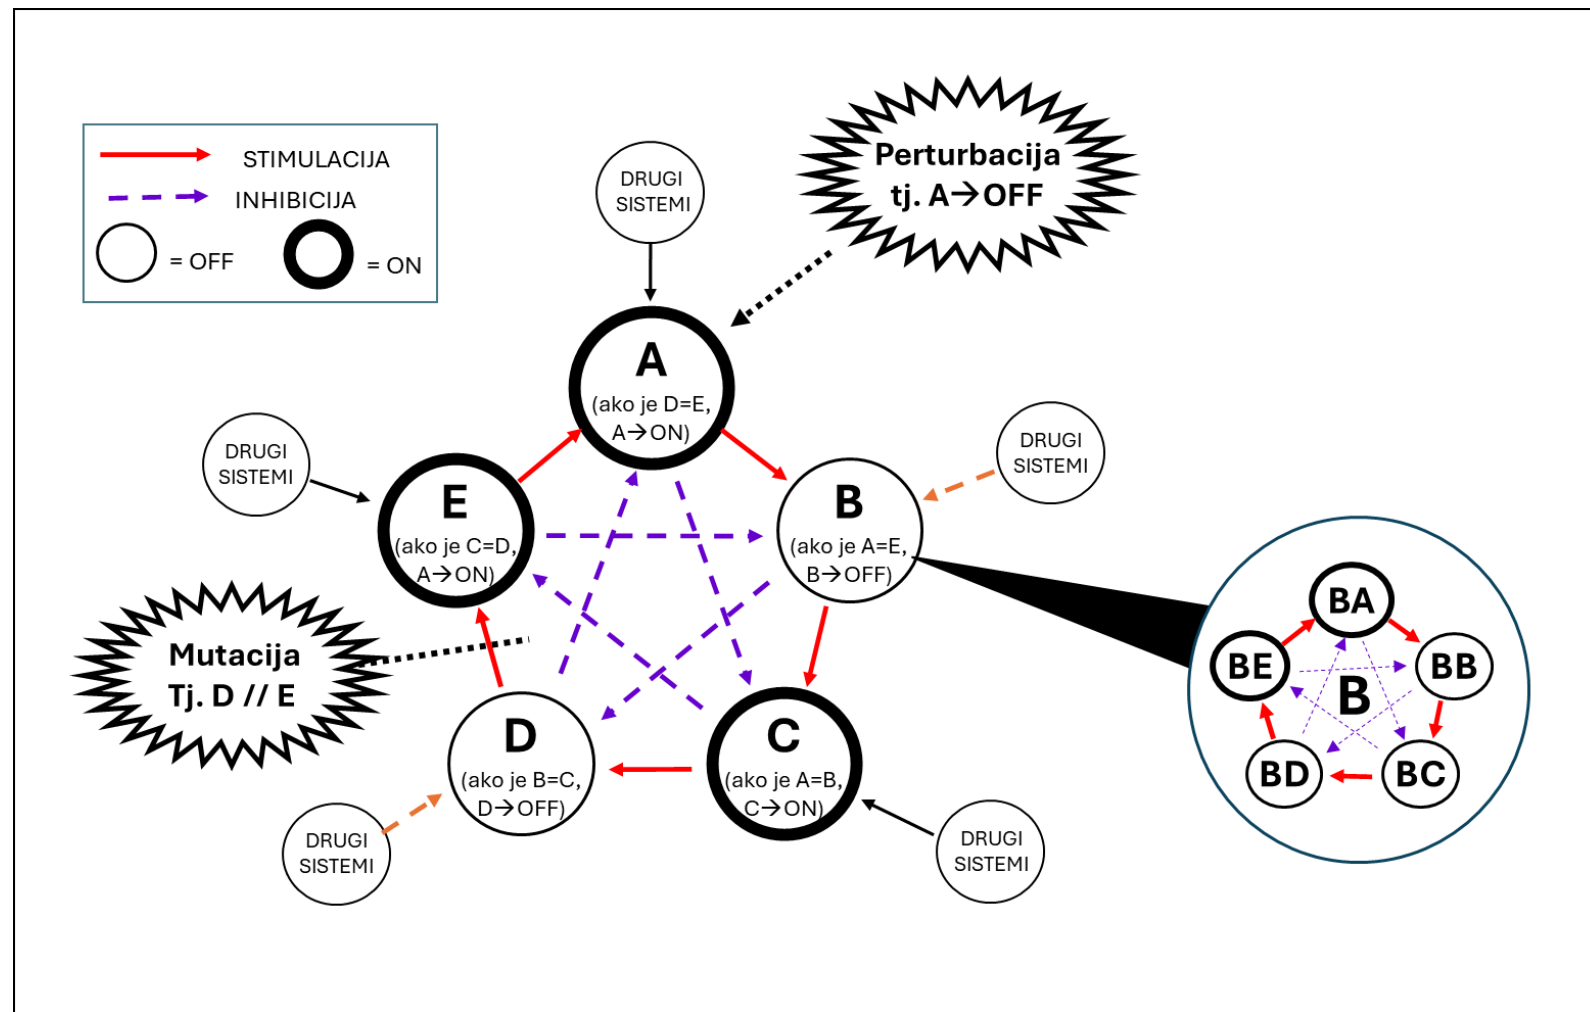 STIMULACIJA
INHIBICIJA
= OFF
= ON
DRUGI
SISTEMI
Perturbacija
tj. A→OFF
A
(ako je D=E,
A→ON)
DRUGI
SISTEMI
DRUGI
SISTEMI
E
(ako je C=D,
A→ON)
B
(ako je A=E,
B→OFF)
Mutacija
Tj. D // E
D
(ako je B=C,
D→OFF)
C
(ako je A=B,
C→ON)
DRUGI
SISTEMI
DRUGI
SISTEMI
BA
BE
BB
B
BD
BC